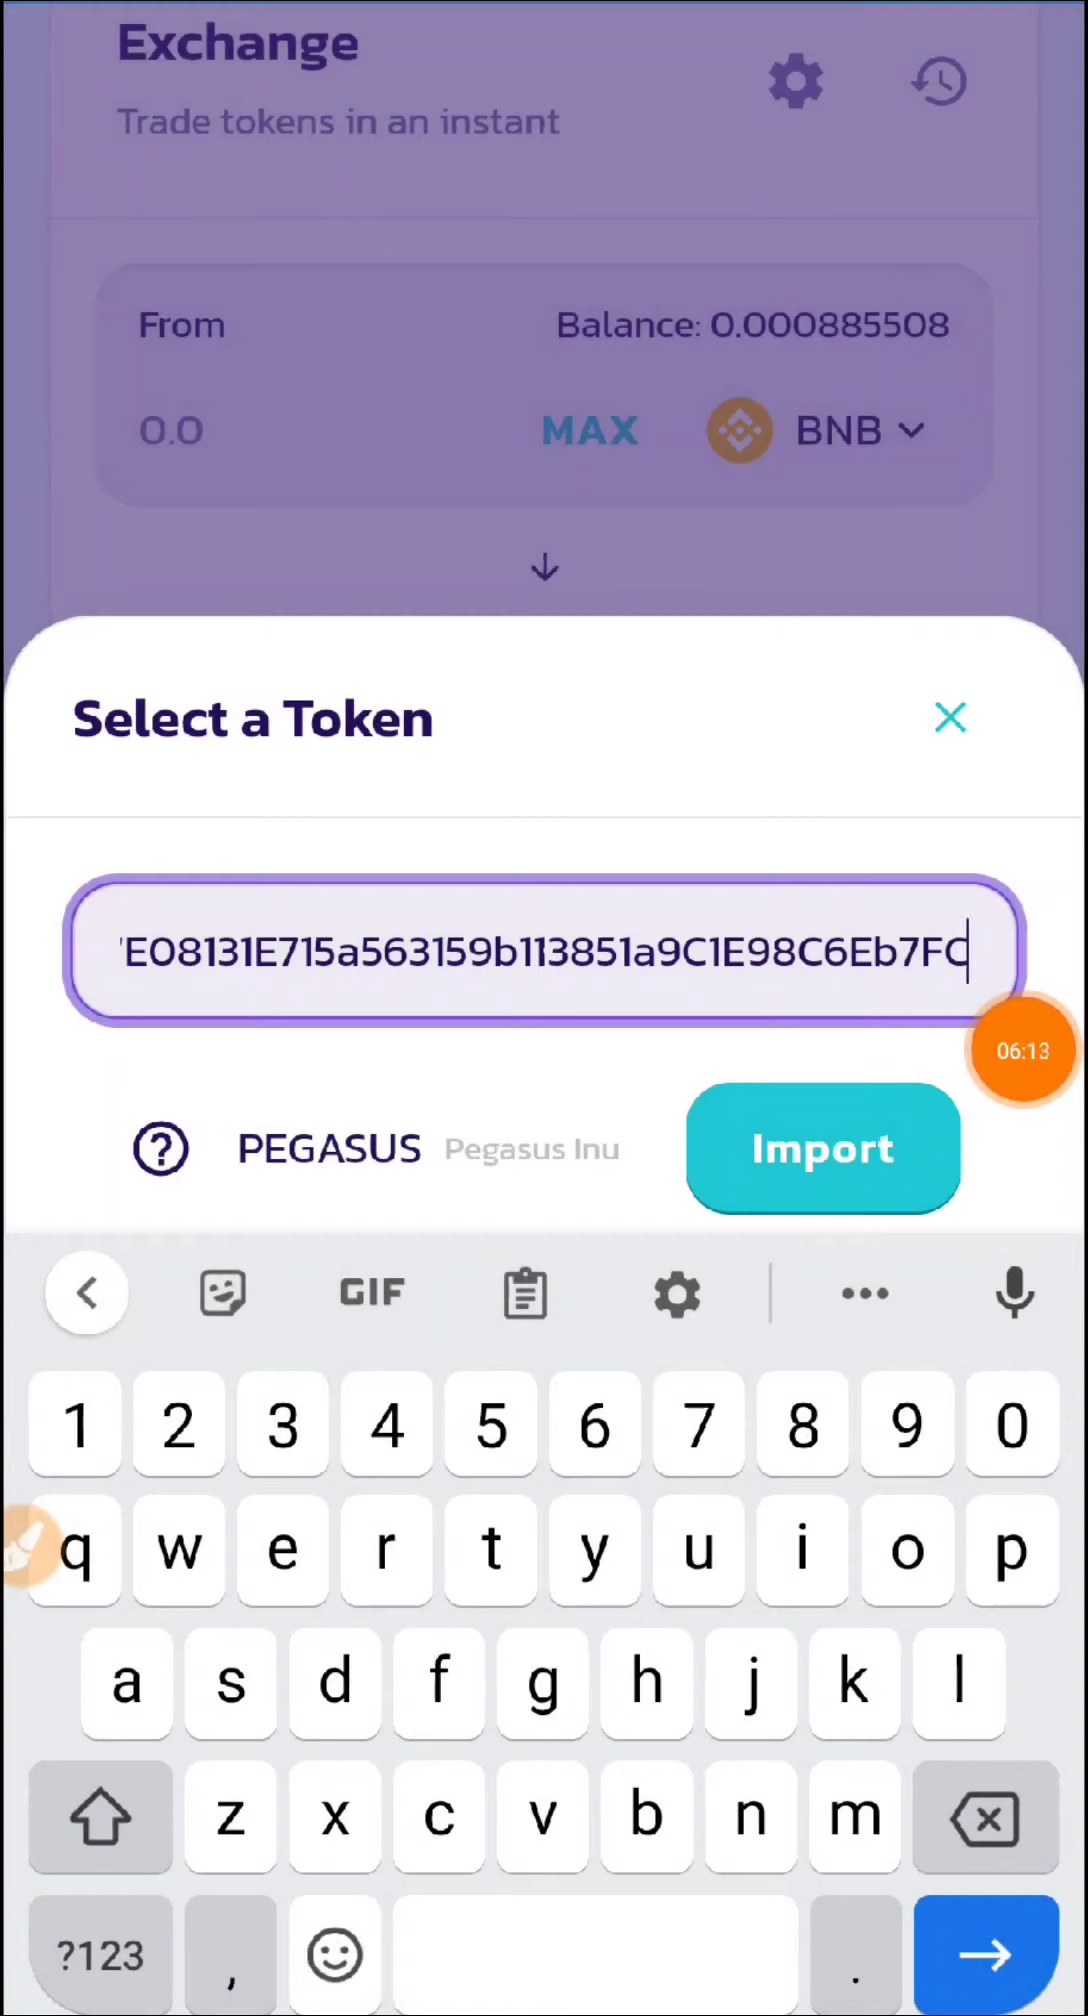 Exchange
Trade tokens in an instant
From Balance: 0.000885508
0.0 MAX BNB
Select a Token
'E08131E715a563159b113851a9C1E98C6Eb7FC
06:13
PEGASUS Pegasus Inu Import
GIF
1 2 3 4 5 6 7 8 9 0
q w e r t y u i o p
a s d f g h j k l
z x c v b n m
?123 , .